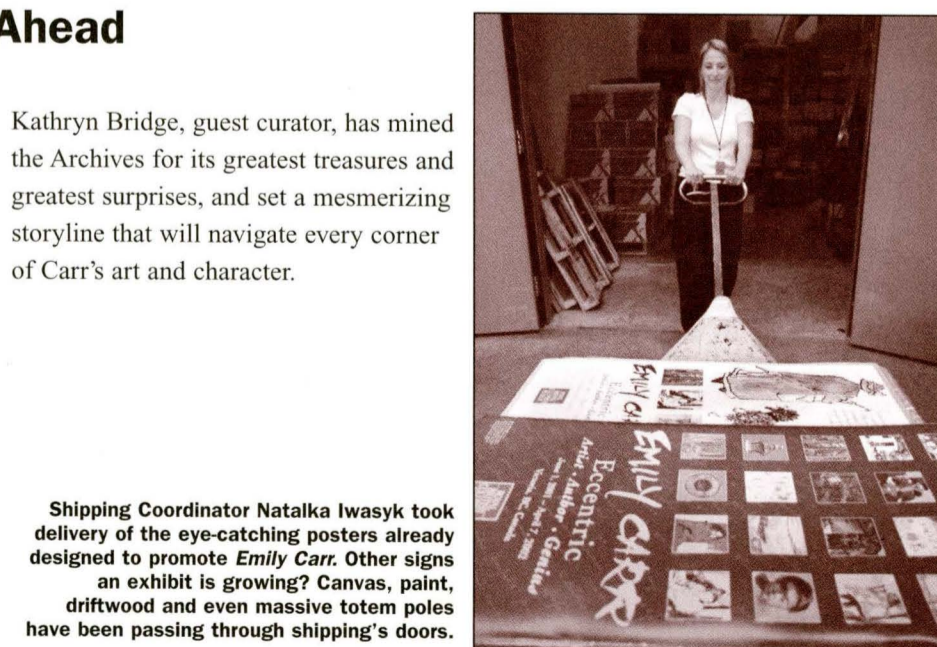 Ahead
Kathryn Bridge, guest curator, has mined
the Archives for its greatest treasures and
greatest surprises, and set a mesmerizing
storyline that will navigate every corner
of Carr's art and character.
Shipping Coordinator Natalka Iwasyk took
delivery of the eye-catching posters already
designed to promote Emily Carr. Other signs
an exhibit is growing? Canvas, paint,
driftwood and even massive totem poles
have been passing through shipping's doors.
EMILY CARR
Eccentric
EMILY CARR
Eccentric
Artist • Author • Genius